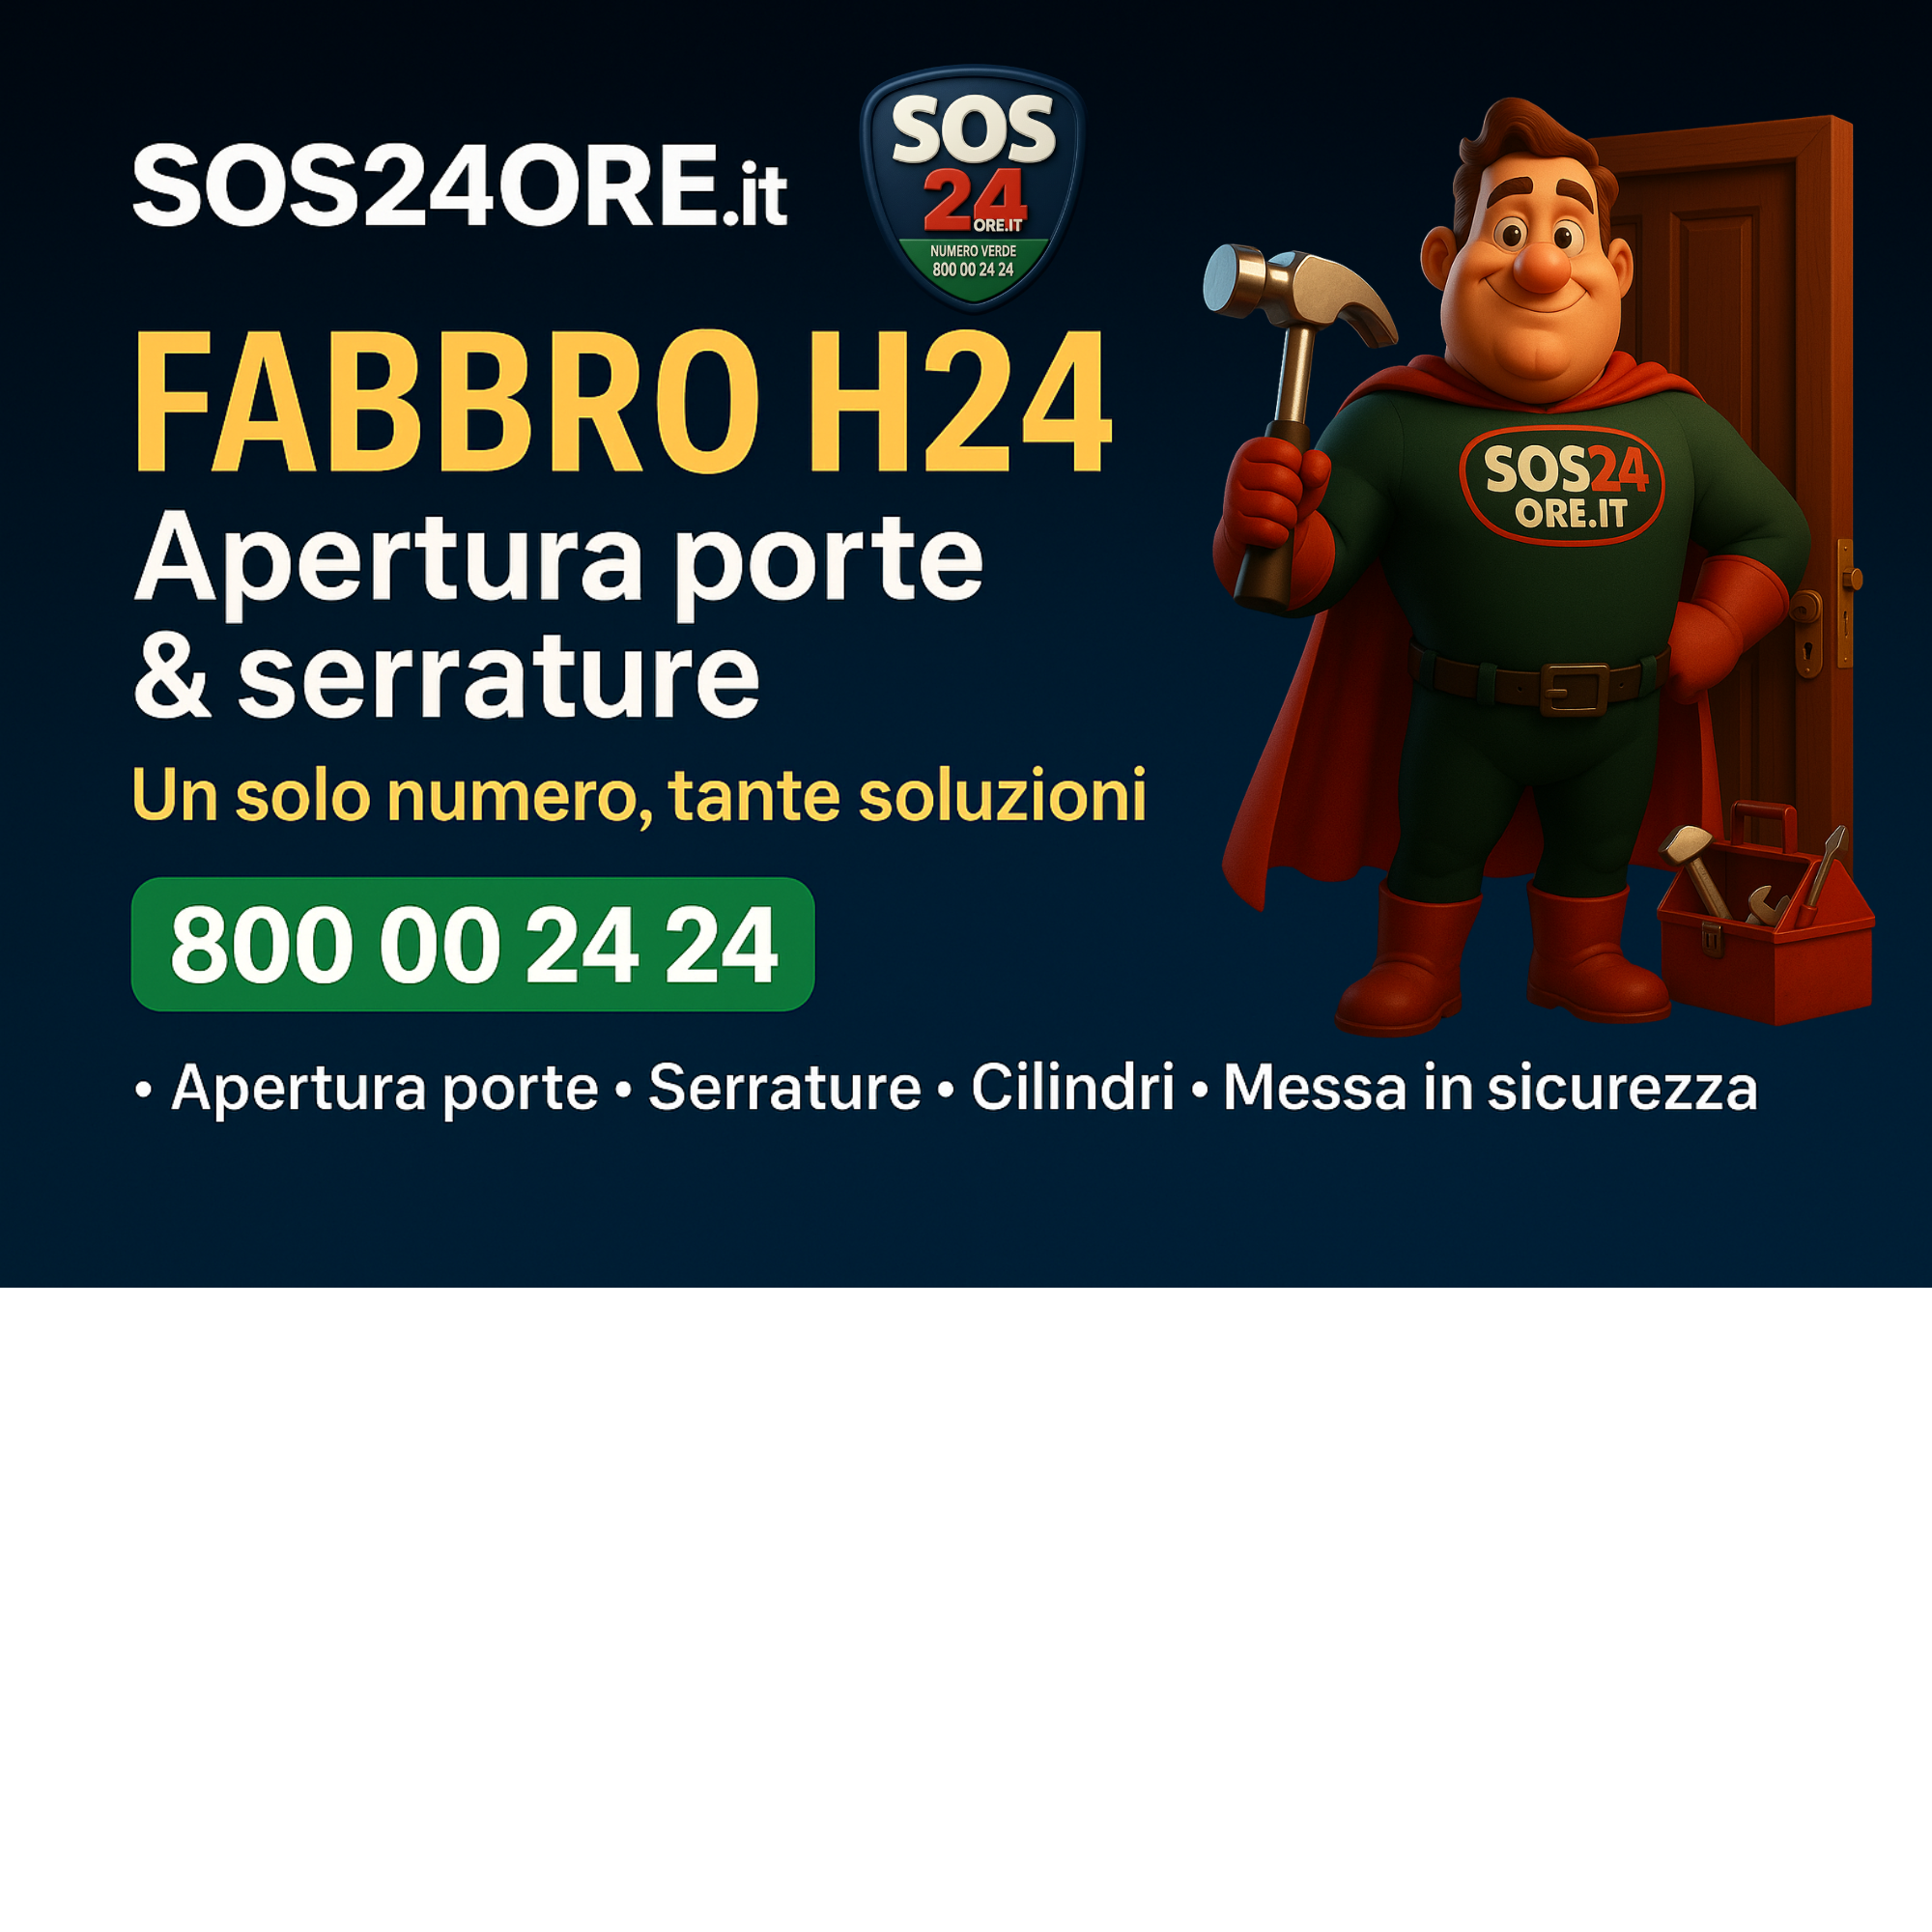 SOS24ORE.it
SOS
24
ORE.IT
NUMERO VERDE
800 00 24 24
FABBRO H24
Apertura porte
& serrature
Un solo numero, tante soluzioni
800 00 24 24
SOS24
ORE.IT
• Apertura porte • Serrature • Cilindri • Messa in sicurezza